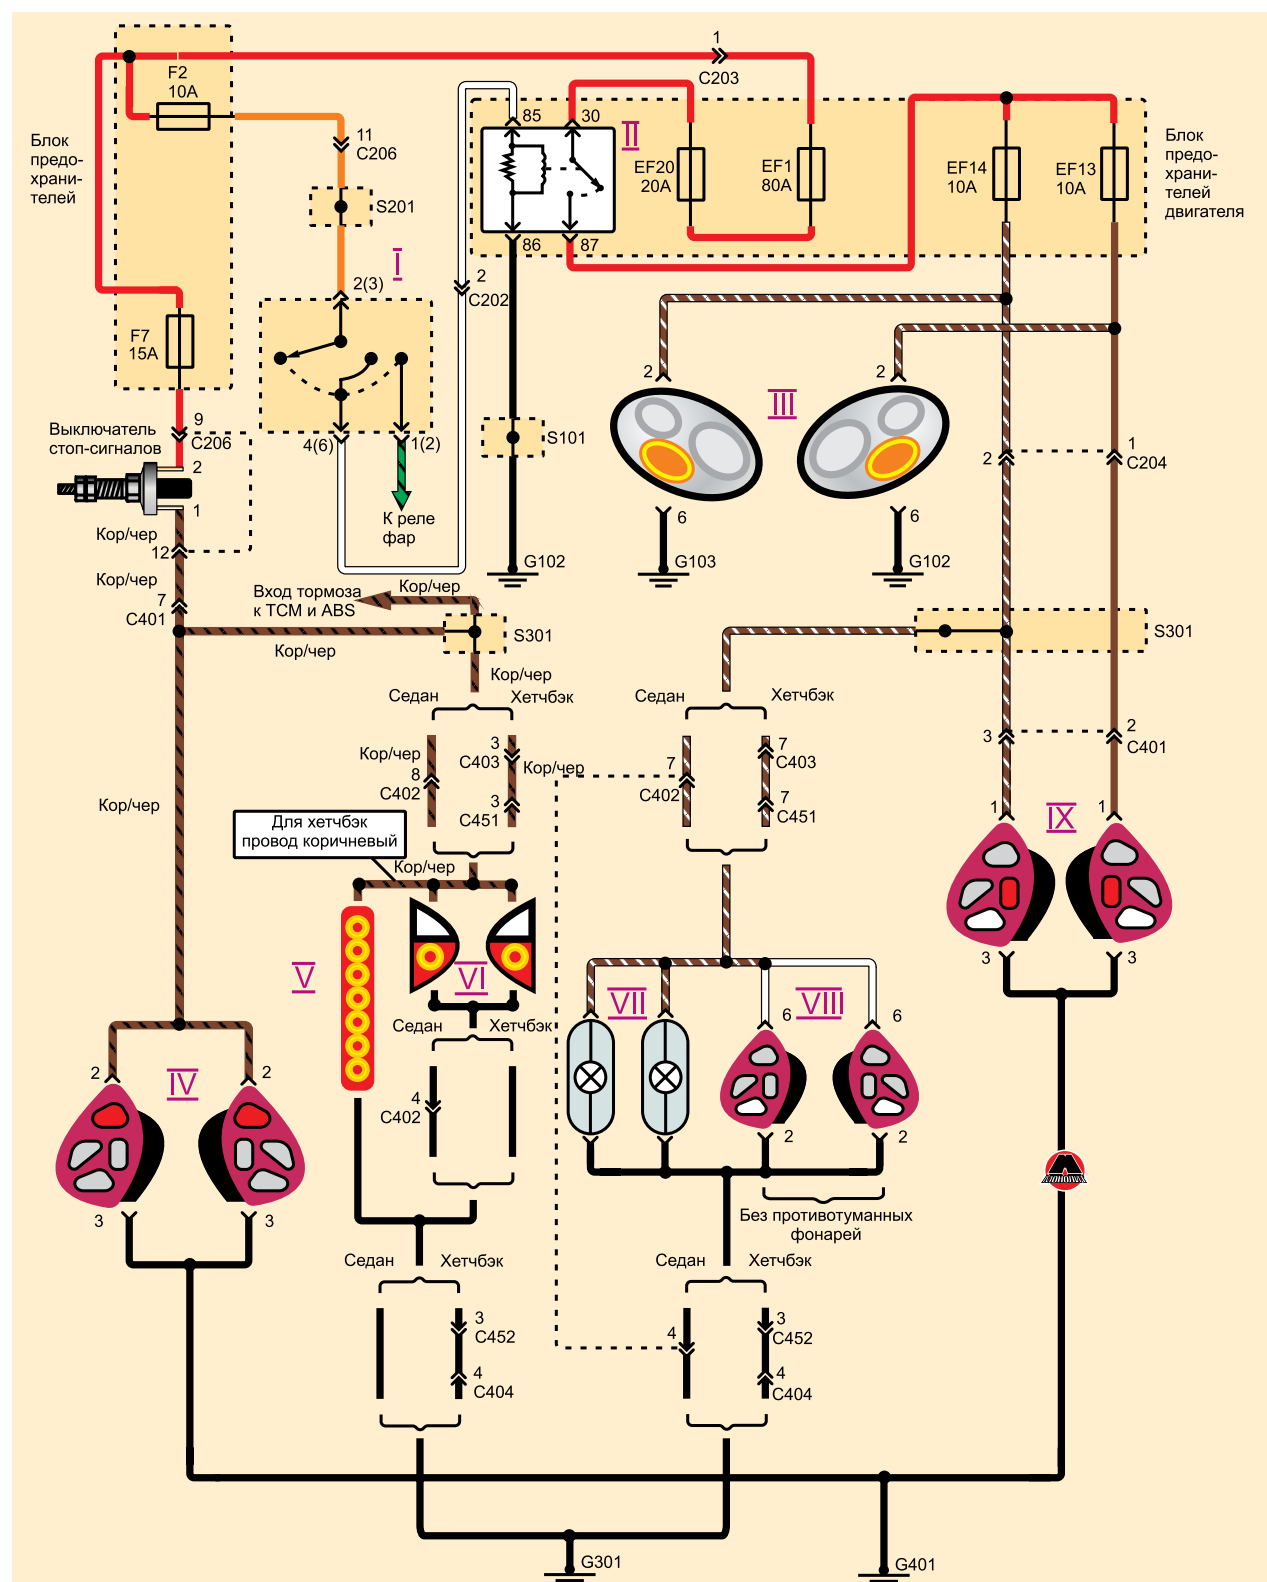 1
C203
F2
10A
Блок
предо-
храни-
телей
11
C206
S201
I
2(3)
85
30
II
EF20
20A
EF1
80A
EF14
10A
EF13
10A
Блок
предо-
храни-
телей
двигателя
86
87
2
C202
F7
15A
9
C206
Выключатель
стоп-сигналов
2
1
4(6)
1(2)
К реле
фар
S101
G102
2
2
III
6
G103
6
G102
2
1
C204
Кор/чер
12
Кор/чер
7
C401
Вход тормоза
к TCM и ABS
Кор/чер
S301
Кор/чер
Кор/чер
S301
Седан
Хетчбэк
Седан
Хетчбэк
Кор/чер
8
C402
3
C403
Кор/чер
3
C451
7
C402
7
C403
7
C451
3
2
C401
Кор/чер
Для хетчбэк
провод коричневый
Кор/чер
1
IX
1
3
3
V
VI
VII
VIII
6
6
Седан
Хетчбэк
4
C402
2
IV
2
3
3
2
2
Без противотуманных
фонарей
Седан
Хетчбэк
Седан
Хетчбэк
3
C452
4
C404
4
3
C452
4
C404
G301
G401